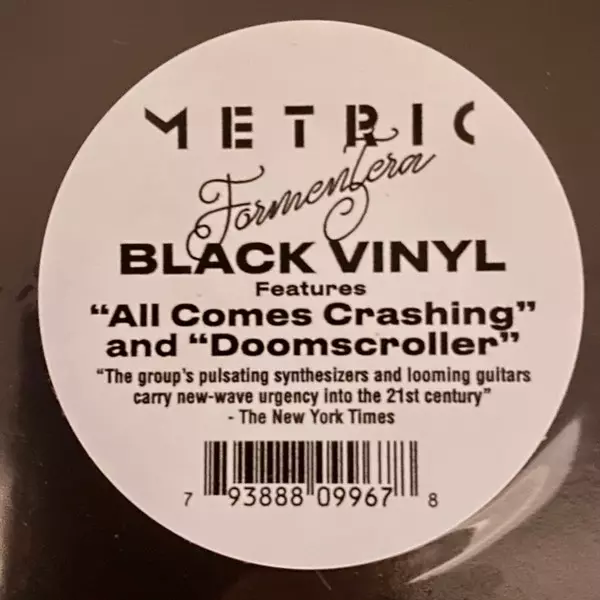 METRIC
Formentera
BLACK VINYL
Features
“All Comes Crashing”
and “Doomscroller”
“The group’s pulsating synthesizers and looming guitars
carry new-wave urgency into the 21st century”
- The New York Times
7 93888 09967 8